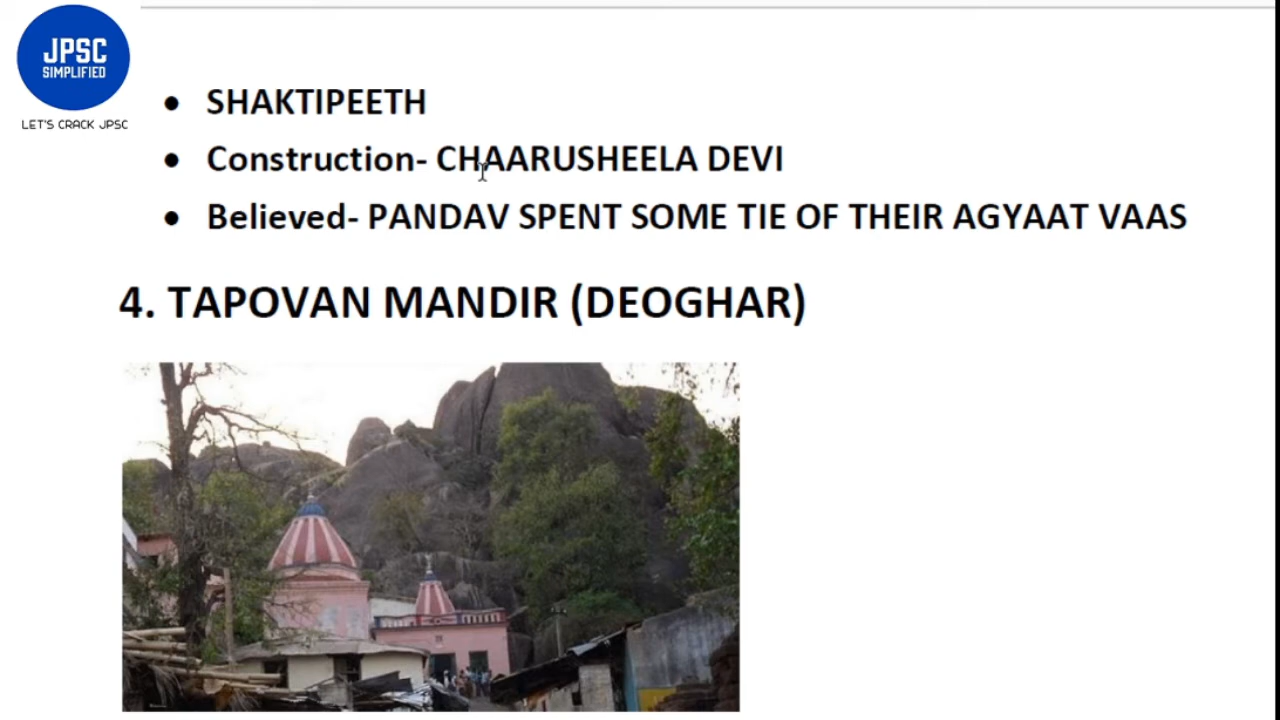 JPSC
SIMPLIFIED
LET'S CRACK JPSC
• SHAKTIPEETH
• Construction- CHAARUSHEELA DEVI
• Believed- PANDAV SPENT SOME TIE OF THEIR AGYAAT VAAS
4. TAPOVAN MANDIR (DEOGHAR)